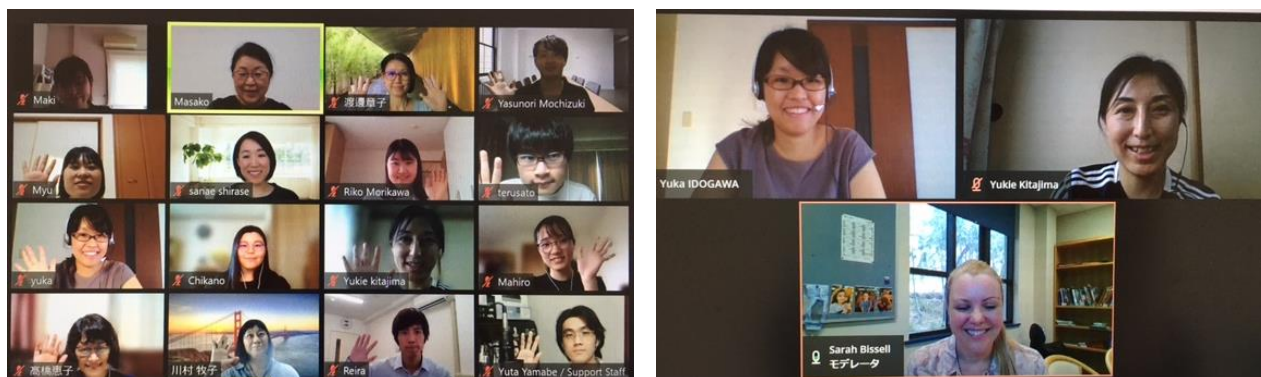 Maki
Masako
渡邉章子
Yasunori Mochizuki
Myu
sanae shirase
Riko Morikawa
terusato
yuka
Chikano
Yukie kitajima
Mahiro
髙橋恵子
川村 牧子
Reira
Yuta Yamabe / Support Staff
Yuka IDOGAWA
Yukie Kitajima
Sarah Bissell
モデレータ